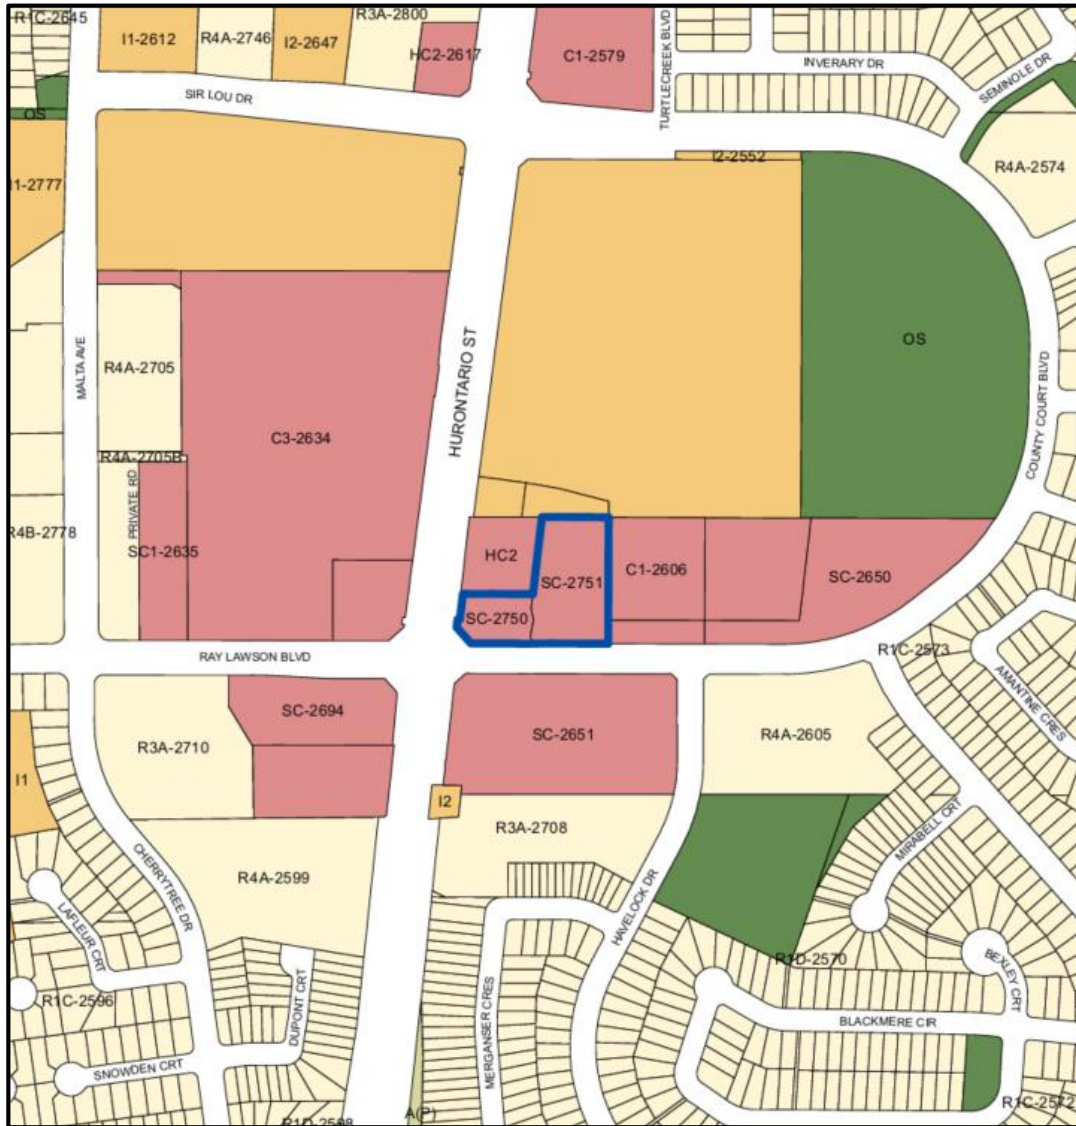 R1C-2645
I1-2612
R4A-2746
I2-2647
R3A-2800
HC2-2617
C1-2579
TURTLECREEK BLVD
INVERARY DR
SEMINOLE DR
SIR LOU DR
OS
I1-2777
I2-2552
R4A-2574
OS
MALTA AVE
R4A-2705
HURONTARIO ST
COUNTY COURT BLVD
C3-2634
R4A-2705B
PRIVATE RD
R4B-2778
SC1-2635
HC2
SC-2751
C1-2606
SC-2650
SC-2750
RAY LAWSON BLVD
R1C-2573
AMANTINE CRES
SC-2694
R3A-2710
SC-2651
R4A-2605
I1
I2
R3A-2708
MIRABELL CRT
CHERRYTREE DR
R4A-2599
HAVELOCK DR
LAFLEUR CRT
R1D-2570
BEXLEY CRT
R1C-2596
DUPONT CRT
MERGANSER CRES
BLACKMERE CIR
SNOWDEN CRT
A(P)
R1C-2572